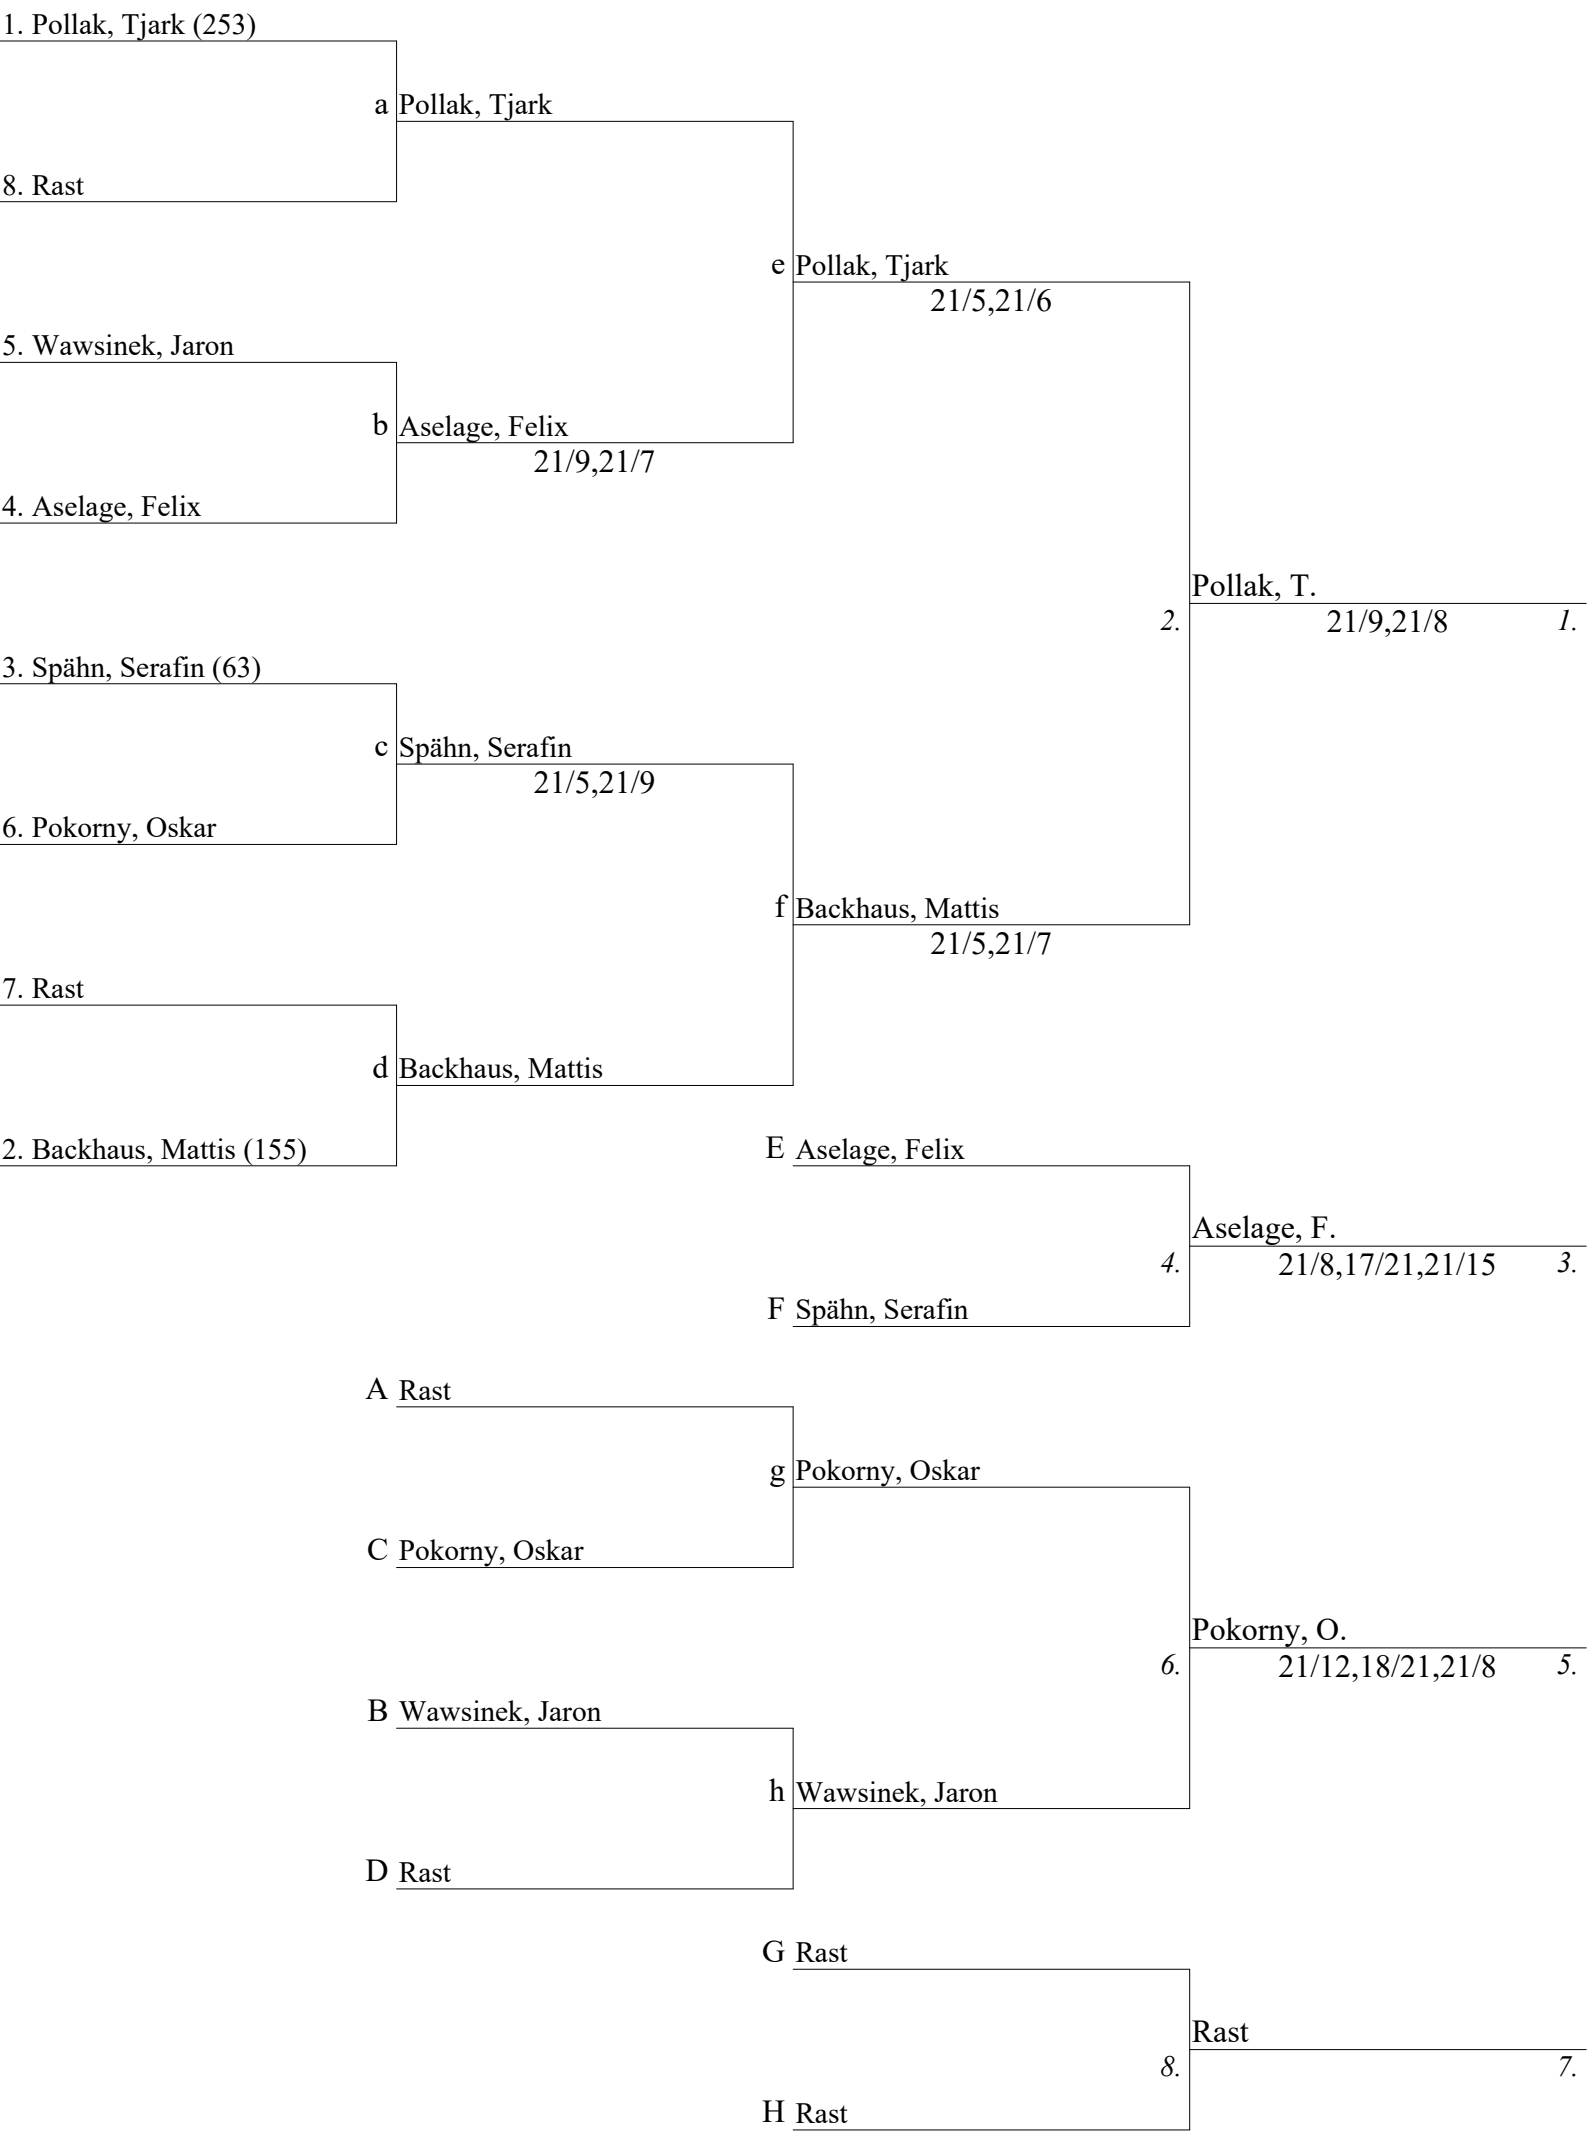 1. Pollak, Tjark (253)
a Pollak, Tjark
8. Rast
e Pollak, Tjark
21/5,21/6
5. Wawsinek, Jaron
b Aselage, Felix
21/9,21/7
4. Aselage, Felix
Pollak, T.
2. 21/9,21/8 1.
3. Spähn, Serafin (63)
c Spähn, Serafin
21/5,21/9
6. Pokorny, Oskar
f Backhaus, Mattis
21/5,21/7
7. Rast
d Backhaus, Mattis
2. Backhaus, Mattis (155)
E Aselage, Felix
Aselage, F.
4. 21/8,17/21,21/15 3.
F Spähn, Serafin
A Rast
g Pokorny, Oskar
C Pokorny, Oskar
Pokorny, O.
6. 21/12,18/21,21/8 5.
B Wawsinek, Jaron
h Wawsinek, Jaron
D Rast
G Rast
Rast
8. 7.
H Rast